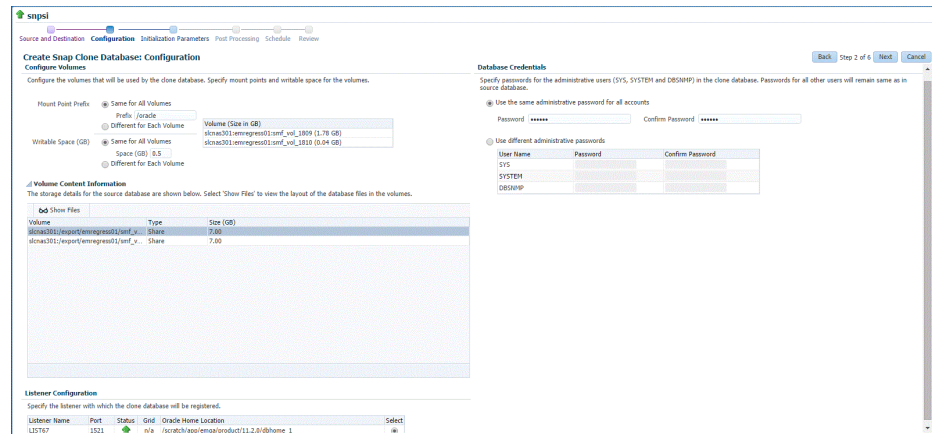 snpsi
Source and Destination Configuration Initialization Parameters Post Processing Schedule Review
Create Snap Clone Database: Configuration
Back Step 2 of 6 Next Cancel
Configure Volumes
Configure the volumes that will be used by the clone database. Specify mount points and writable space for the volumes.
Mount Point Prefix Same for All Volumes
Prefix /oracle
Different for Each Volume
Writable Space (GB) Same for All Volumes
Space (GB) 0.5
Different for Each Volume
Volume (Size in GB)
slcnas301:emregress01:smf_vol_1809 (1.78 GB)
slcnas301:emregress01:smf_vol_1810 (0.04 GB)
Volume Content Information
The storage details for the source database are shown below. Select 'Show Files' to view the layout of the database files in the volumes.
Show Files
Volume Type Size (GB)
slcnas301:/export/emregress01/smf_v... Share 7.00
slcnas301:/export/emregress01/smf_v... Share 7.00
Listener Configuration
Specify the listener with which the clone database will be registered.
Listener Name Port Status Grid Oracle Home Location Select
LIST67 1521 n/a /scratch/app/emga/product/11.2.0/dbhome_1
Database Credentials
Specify passwords for the administrative users (SYS, SYSTEM and DBSNMP) in the clone database. Passwords for all other users will remain same as in
source database.
Use the same administrative password for all accounts
Password •••••• Confirm Password ••••••
Use different administrative passwords
User Name Password Confirm Password
SYS
SYSTEM
DBSNMP